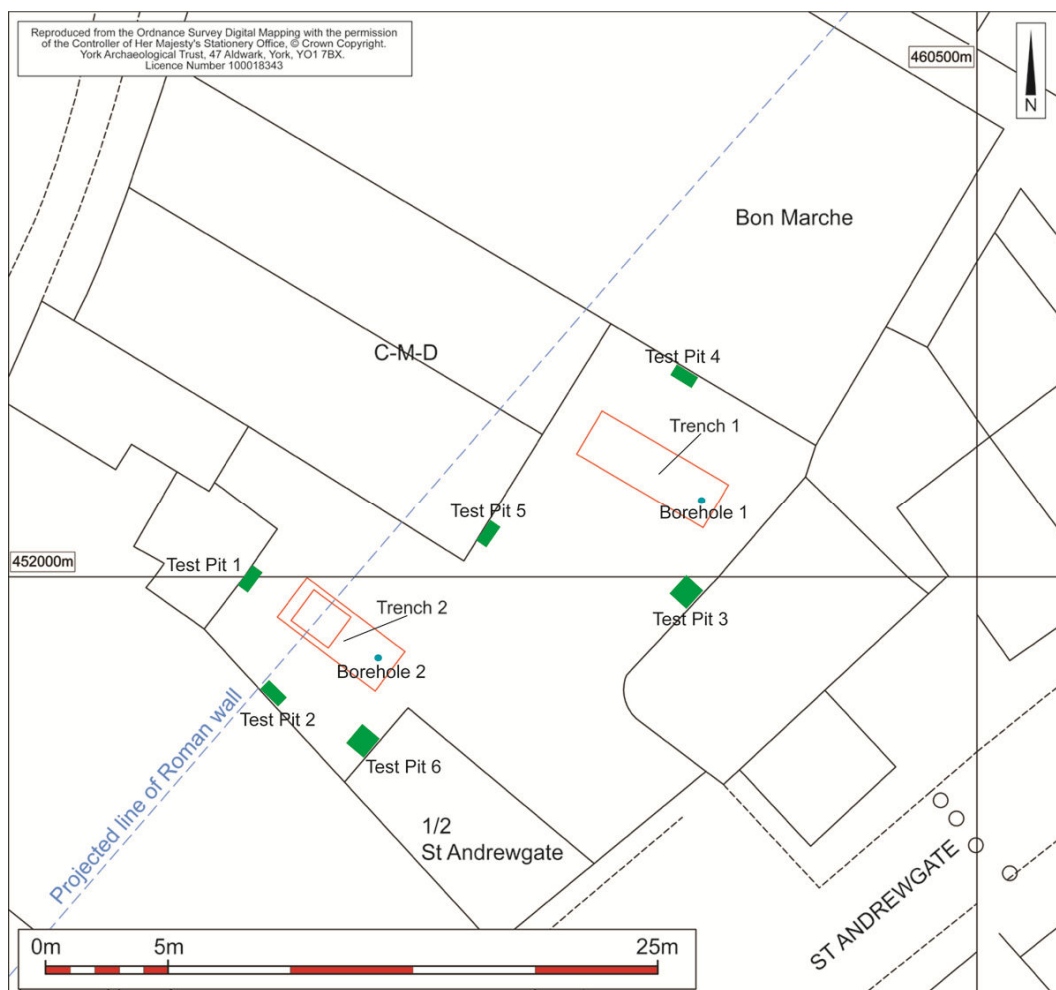 Reproduced from the Ordnance Survey Digital Mapping with the permission
of the Controller of Her Majesty's Stationery Office, © Crown Copyright.
York Archaeological Trust, 47 Aldwark, York, YO1 7BX.
Licence Number 100018343
460500m
N
Bon Marche
C-M-D
Test Pit 4
Trench 1
Test Pit 5
Borehole 1
452000m
Test Pit 1
Trench 2
Test Pit 3
Borehole 2
Test Pit 2
Test Pit 6
Projected line of Roman wall
1/2
St Andrewgate
ST ANDREWGATE
0m
5m
25m